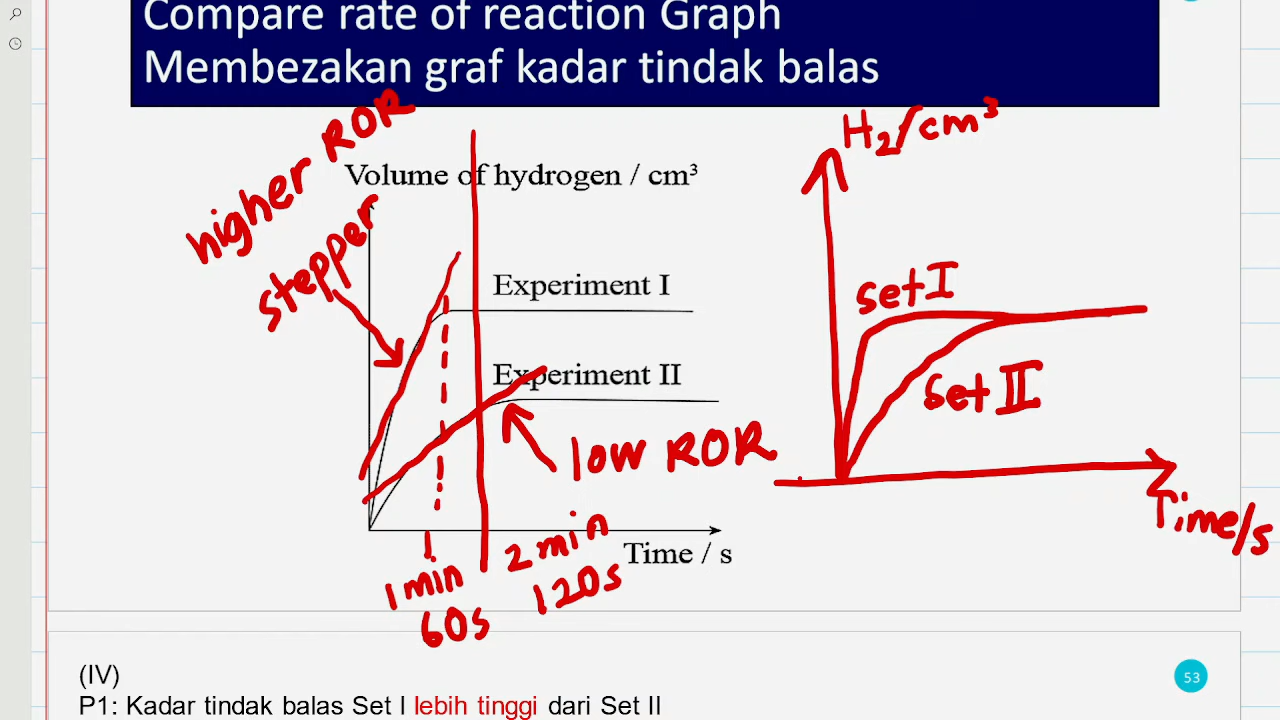 Compare rate of reaction Graph
Membezakan graf kadar tindak balas
higher ROR
stepper
Volume of hydrogen / cm³
Experiment I
Experiment II
low ROR
Time / s
1 min
60s
2 min
120s
H₂/cm³
Set I
Set II
Time/s
(IV)
53
P1: Kadar tindak balas Set I lebih tinggi dari Set II